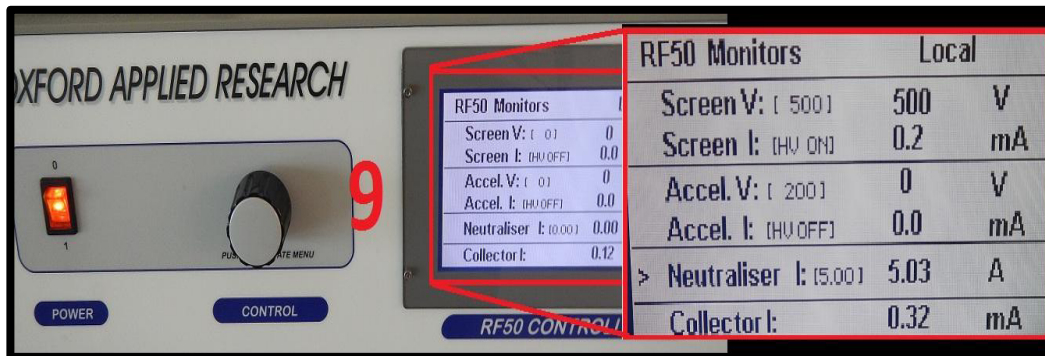 OXFORD APPLIED RESEARCH
0
1
POWER
CONTROL
9
RF50 Monitors
Screen V: [ 0] 0
Screen I: [HV OFF] 0.0
Accel. V: [ 0] 0
Accel. I: [HV OFF] 0.0
Neutraliser I: [0.00] 0.00
Collector I: 0.12
RF50
RF50 Monitors Local
Screen V: [ 500] 500 V
Screen I: [HV ON] 0.2 mA
Accel. V: [ 200] 0 V
Accel. I: [HV OFF] 0.0 mA
> Neutraliser I: [5.00] 5.03 A
Collector I: 0.32 mA